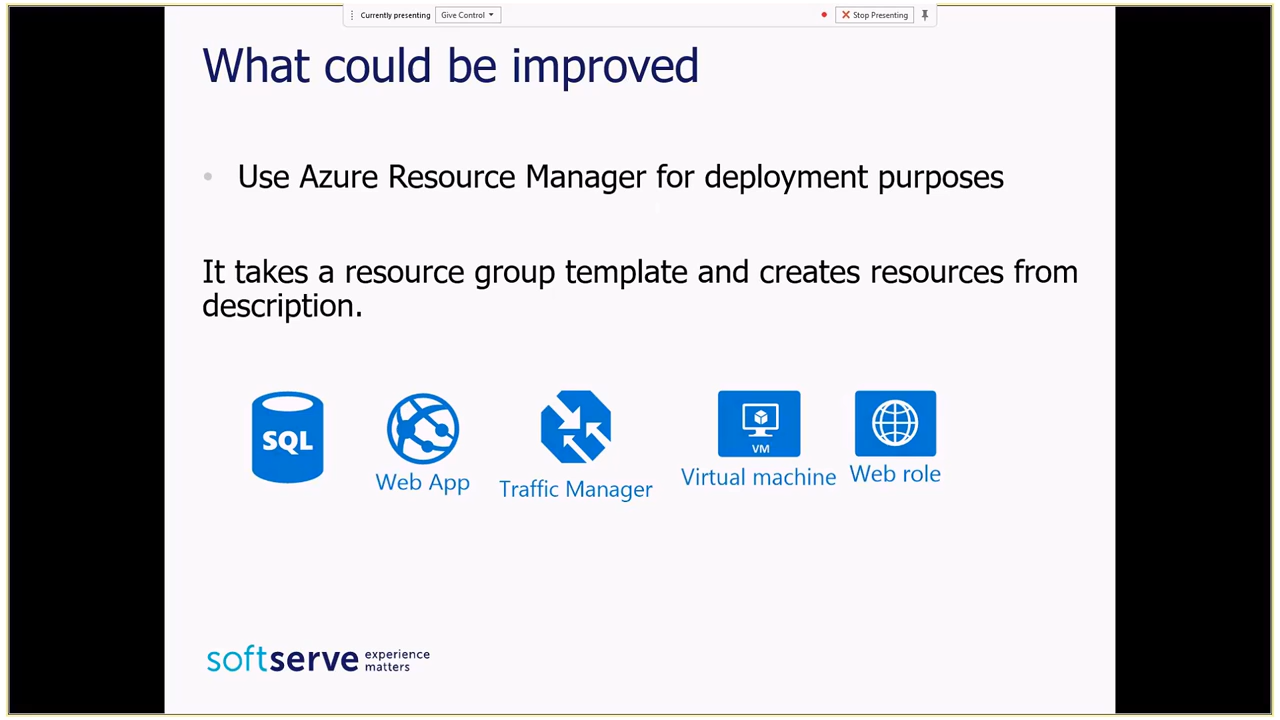 Currently presenting
Give Control
Stop Presenting
What could be improved
• Use Azure Resource Manager for deployment purposes
It takes a resource group template and creates resources from
description.
SQL
VM
Web App
Traffic Manager
Virtual machine
Web role
softserve experience
matters